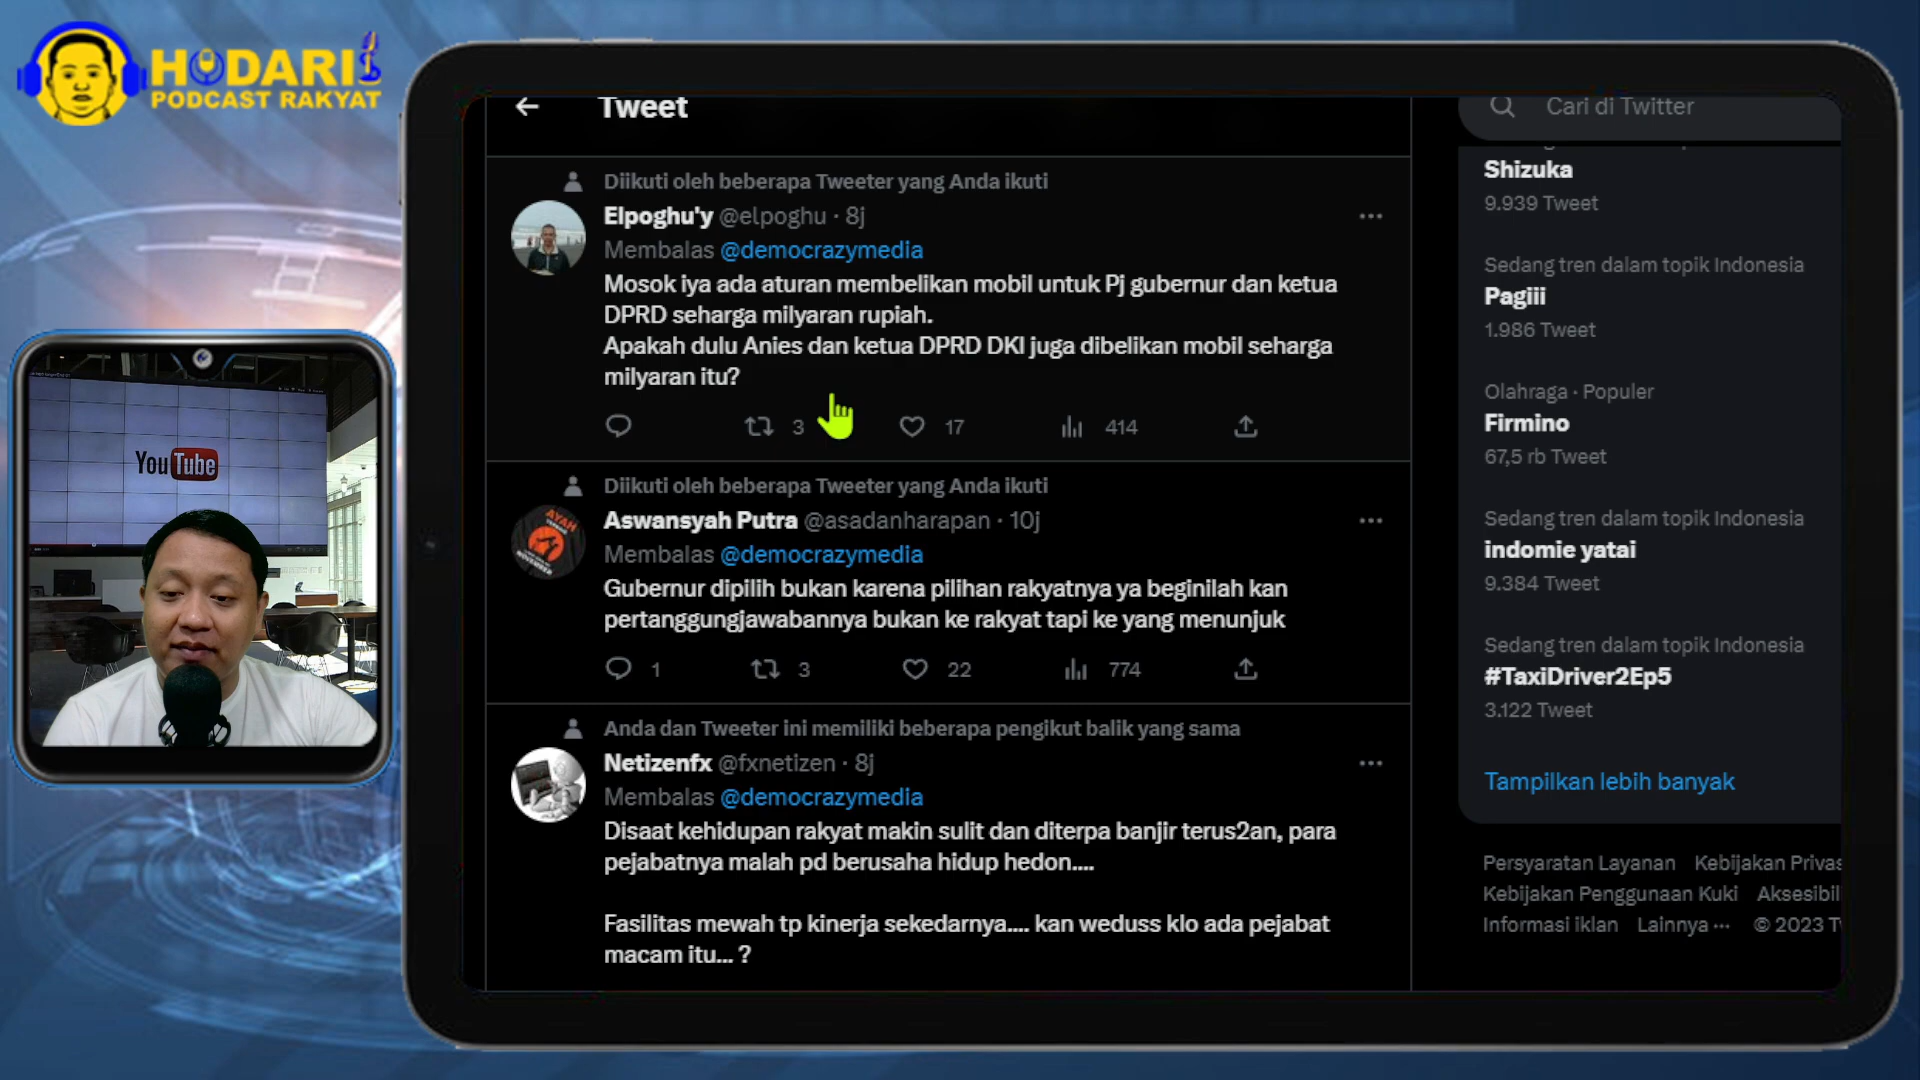 HODARI
PODCAST RAKYAT
YouTube
Tweet
Diikuti oleh beberapa Tweeter yang Anda ikuti
Elpoghu'y @elpoghu · 8j
Membalas @democrazymedia
Mosok iya ada aturan membelikan mobil untuk Pj gubernur dan ketua
DPRD seharga milyaran rupiah.
Apakah dulu Anies dan ketua DPRD DKI juga dibelikan mobil seharga
milyaran itu?
3 17 414
Diikuti oleh beberapa Tweeter yang Anda ikuti
Aswansyah Putra @asadanharapan · 10j
Membalas @democrazymedia
Gubernur dipilih bukan karena pilihan rakyatnya ya beginilah kan
pertanggungjawabannya bukan ke rakyat tapi ke yang menunjuk
1 3 22 774
Anda dan Tweeter ini memiliki beberapa pengikut balik yang sama
Netizenfx @fxnetizen · 8j
Membalas @democrazymedia
Disaat kehidupan rakyat makin sulit dan diterpa banjir terus2an, para
pejabatnya malah pd berusaha hidup hedon....
Fasilitas mewah tp kinerja sekedarnya.... kan weduss klo ada pejabat
macam itu... ?
Cari di Twitter
Shizuka
9.939 Tweet
Sedang tren dalam topik Indonesia
Pagiii
1.986 Tweet
Olahraga · Populer
Firmino
67,5 rb Tweet
Sedang tren dalam topik Indonesia
indomie yatai
9.384 Tweet
Sedang tren dalam topik Indonesia
#TaxiDriver2Ep5
3.122 Tweet
Tampilkan lebih banyak
Persyaratan Layanan Kebijakan Privas
Kebijakan Penggunaan Kuki Aksesibil
Informasi iklan Lainnya ··· © 2023 Tw